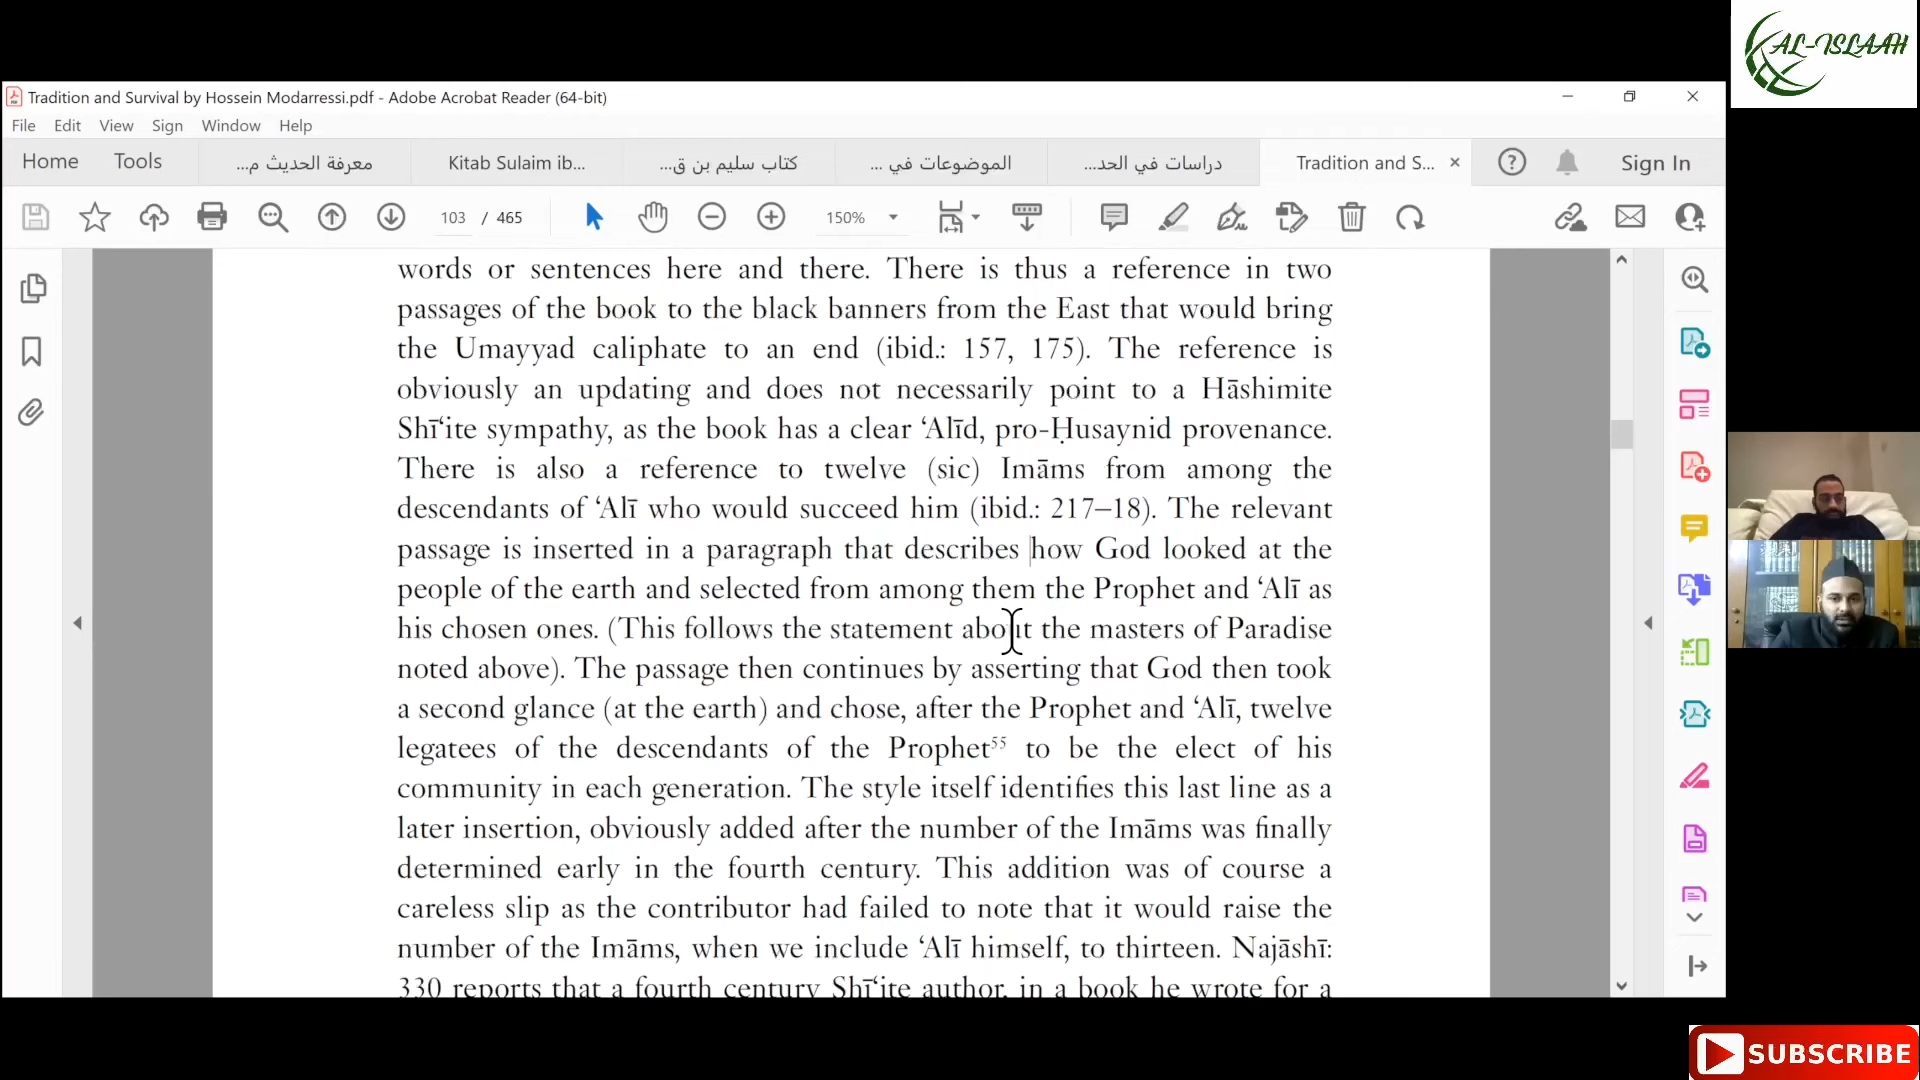 AL-ISLAAH
Tradition and Survival by Hossein Modarressi.pdf - Adobe Acrobat Reader (64-bit)
File Edit View Sign Window Help
Home Tools معرفة الحديث م... Kitab Sulaim ib... كتاب سليم بن ق... الموضوعات في ... دراسات في الحد... Tradition and S... Sign In
103 / 465 150%
words or sentences here and there. There is thus a reference in two
passages of the book to the black banners from the East that would bring
the Umayyad caliphate to an end (ibid.: 157, 175). The reference is
obviously an updating and does not necessarily point to a Hāshimite
Shī‘ite sympathy, as the book has a clear ‘Alīd, pro-Ḥusaynid provenance.
There is also a reference to twelve (sic) Imāms from among the
descendants of ‘Alī who would succeed him (ibid.: 217–18). The relevant
passage is inserted in a paragraph that describes how God looked at the
people of the earth and selected from among them the Prophet and ‘Alī as
his chosen ones. (This follows the statement about the masters of Paradise
noted above). The passage then continues by asserting that God then took
a second glance (at the earth) and chose, after the Prophet and ‘Alī, twelve
legatees of the descendants of the Prophet⁵⁵ to be the elect of his
community in each generation. The style itself identifies this last line as a
later insertion, obviously added after the number of the Imāms was finally
determined early in the fourth century. This addition was of course a
careless slip as the contributor had failed to note that it would raise the
number of the Imāms, when we include ‘Alī himself, to thirteen. Najāshī:
330 reports that a fourth century Shī‘ite author, in a book he wrote for a
SUBSCRIBE